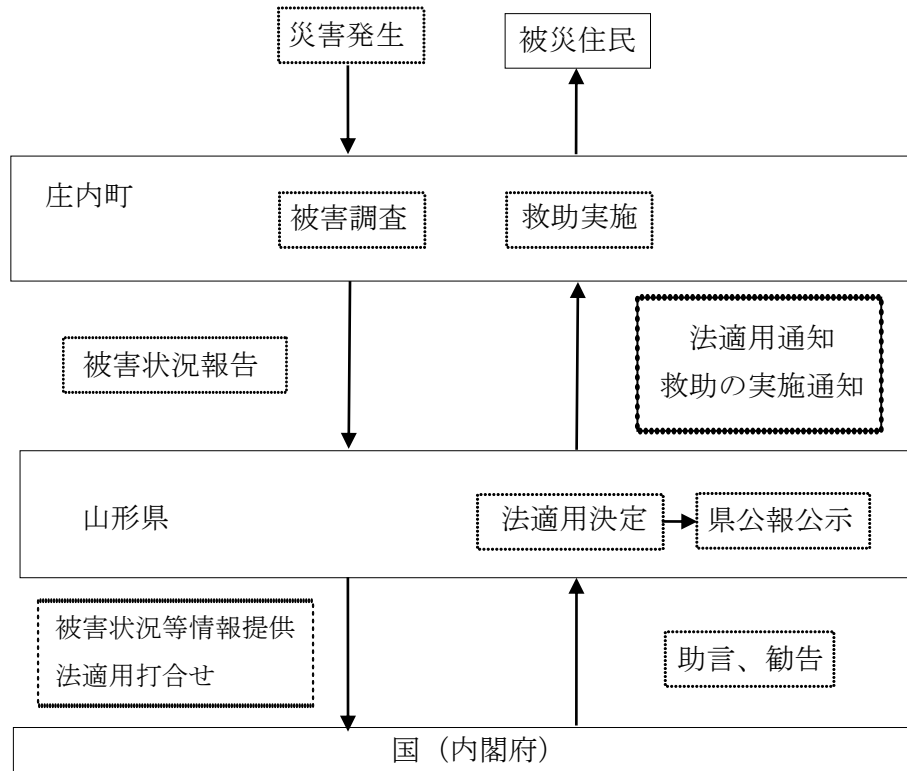 災害発生
被災住民
庄内町
被害調査
救助実施
被害状況報告
法適用通知
救助の実施通知
山形県
法適用決定
県公報公示
被害状況等情報提供
法適用打合せ
助言、勧告
国（内閣府）